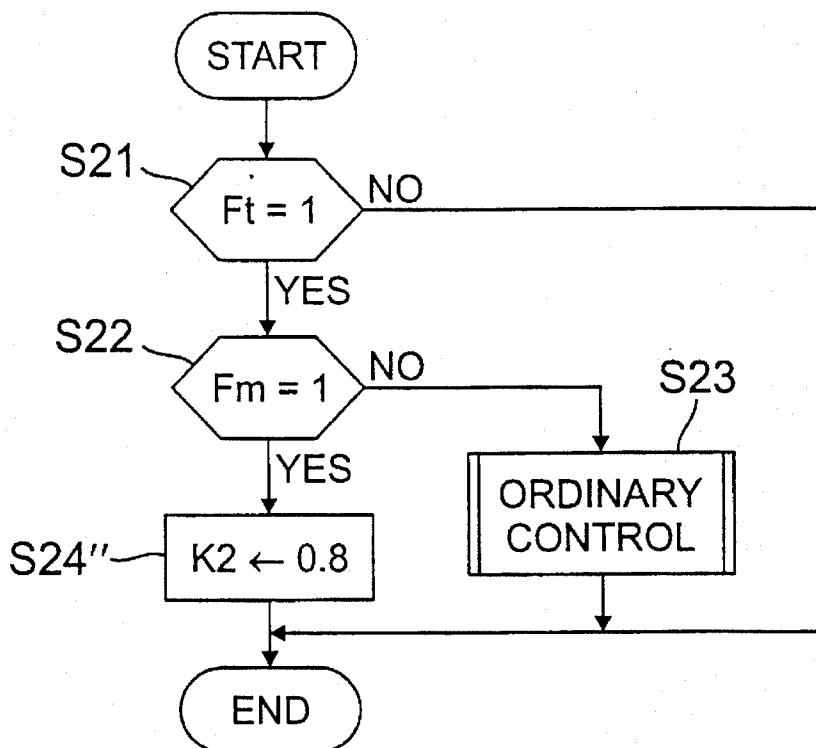 START
S21
Ft = 1
NO
YES
S22
Fm = 1
NO
S23
YES
ORDINARY
CONTROL
S24''
K2 ← 0.8
END